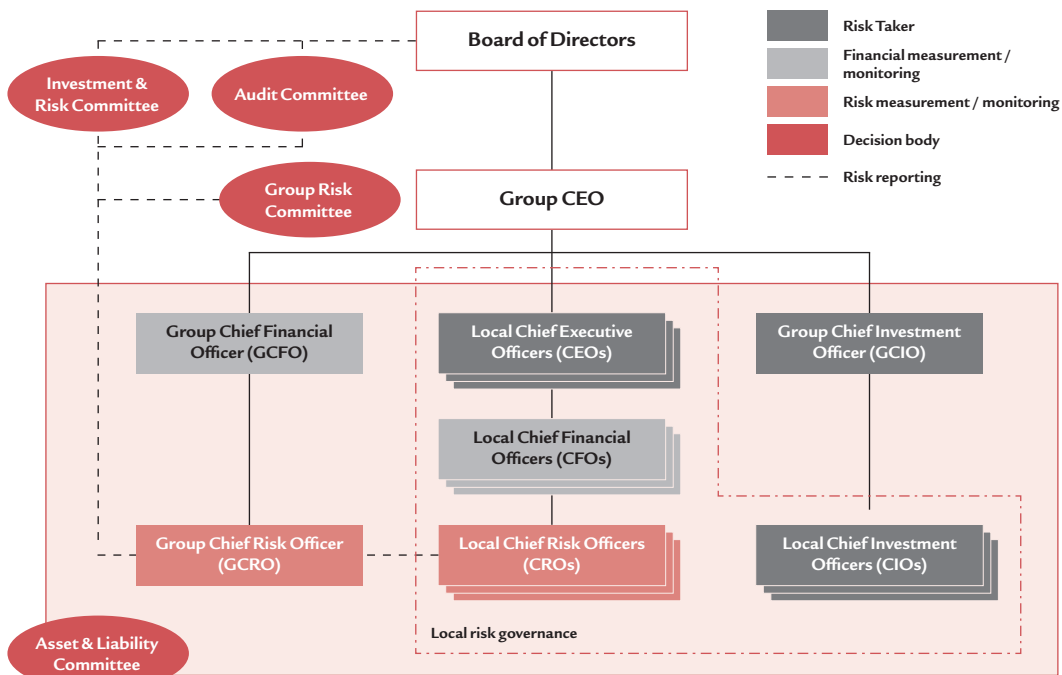 Board of Directors
Investment &
Risk Committee
Audit Committee
Group Risk
Committee
Group CEO
Risk Taker
Financial measurement /
monitoring
Risk measurement / monitoring
Decision body
Risk reporting
Group Chief Financial
Officer (GCFO)
Local Chief Executive
Officers (CEOs)
Group Chief Investment
Officer (GCIO)
Local Chief Financial
Officers (CFOs)
Group Chief Risk Officer
(GCRO)
Local Chief Risk Officers
(CROs)
Local Chief Investment
Officers (CIOs)
Local risk governance
Asset & Liability
Committee